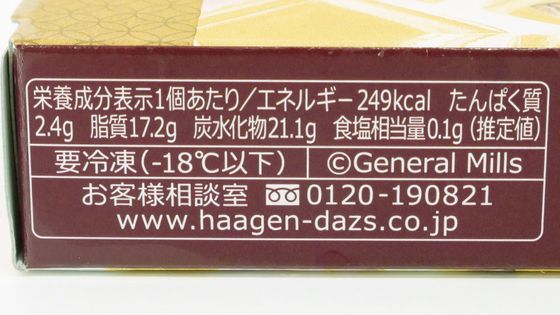 栄養成分表示1個あたり/エネルギー249kcal たんぱく質
2.4g 脂質17.2g 炭水化物21.1g 食塩相当量0.1g(推定値)
要冷凍(-18℃以下) ©General Mills
お客様相談室 0120-190821
www.haagen-dazs.co.jp